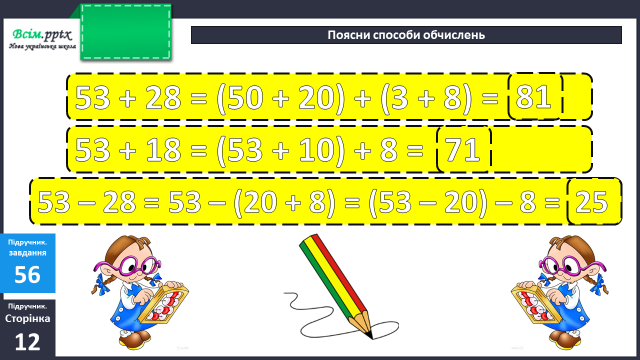 Всім.pptx
Нова українська школа
Поясни способи обчислень
53 + 28 = (50 + 20) + (3 + 8) = 81
53 + 18 = (53 + 10) + 8 = 71
53 – 28 = 53 – (20 + 8) = (53 – 20) – 8 = 25
Підручник.
завдання
56
Підручник.
Сторінка
12